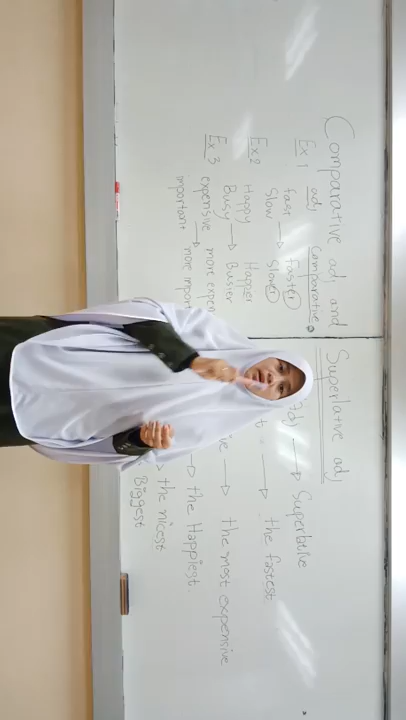 Comparative adj and Superlative adj
Ex 1 adj Comparative
fast faster
Slow → Slower
Ex 2 Happy Happier
Busy → Busier
Ex 3 expensive more expen
important → more import
adj → Superlative
→ the fastest
→ the most expensive
→ the Happiest
→ the nicest
Biggest